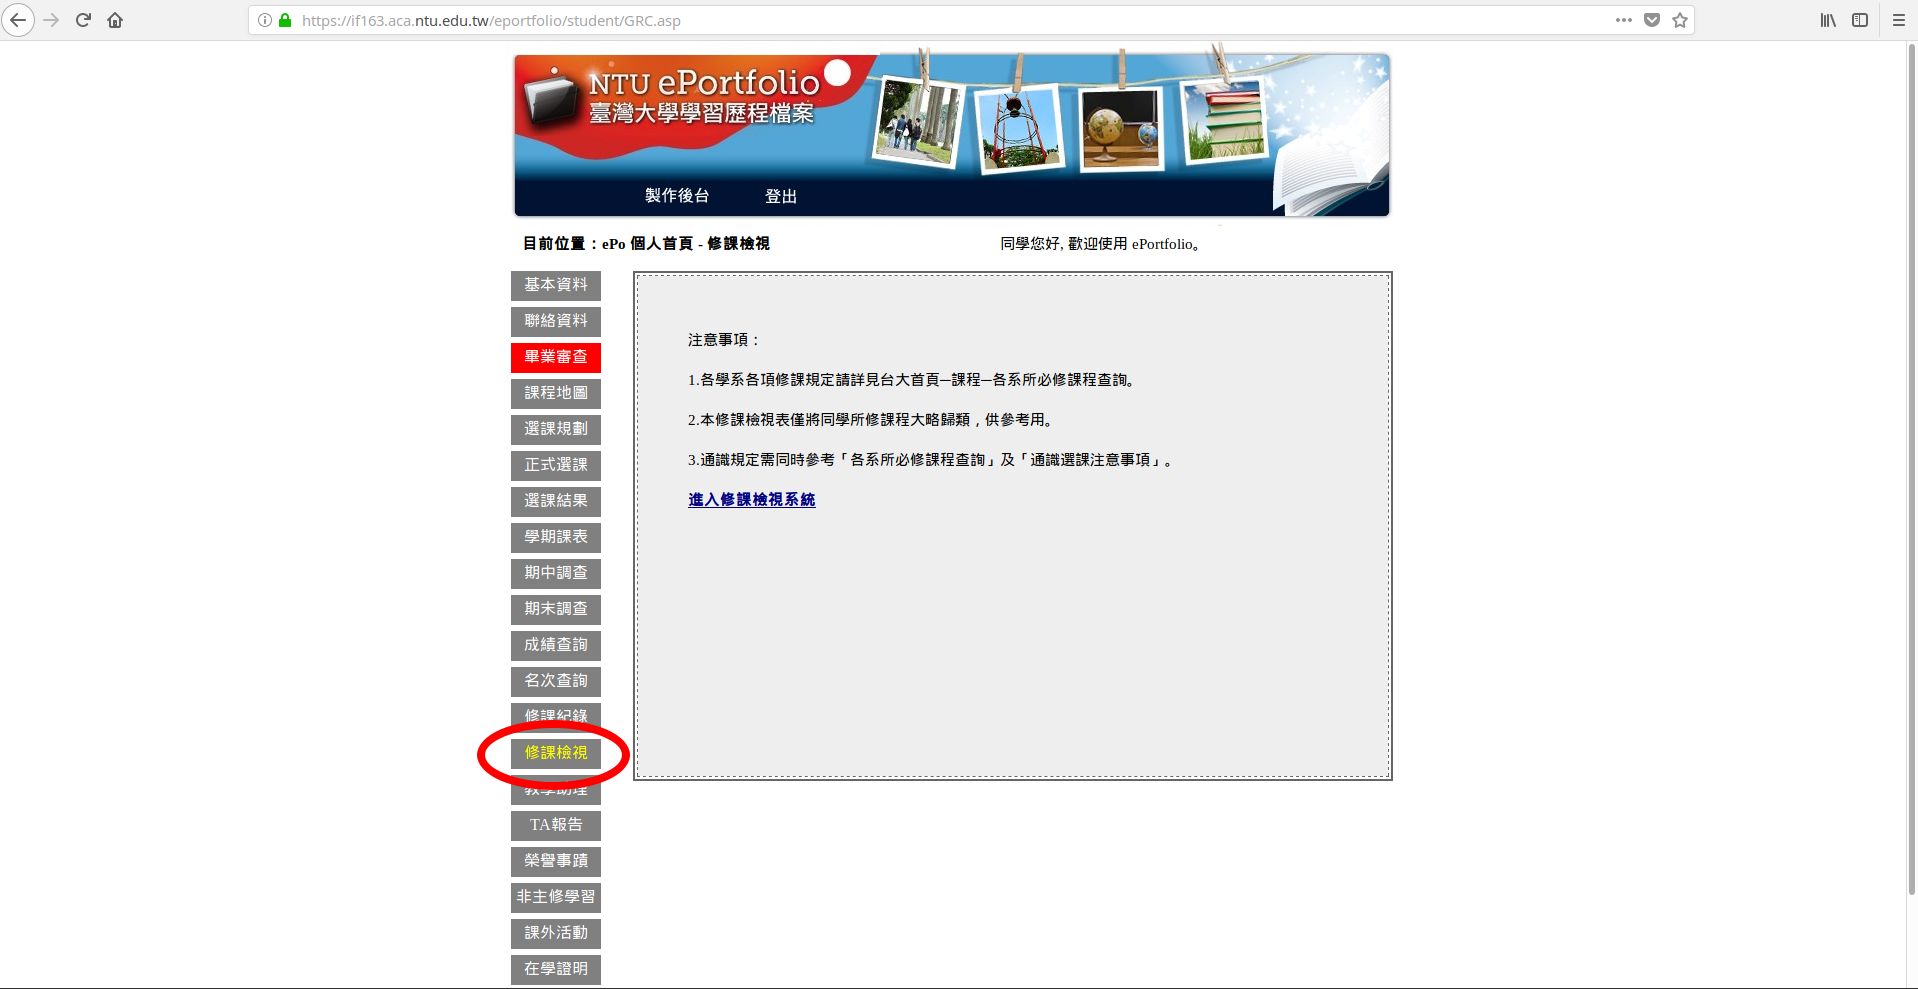 https://if163.aca.ntu.edu.tw/eportfolio/student/GRC.asp
NTU ePortfolio
臺灣大學學習歷程檔案
製作後台 登出
目前位置：ePo 個人首頁 - 修課檢視 同學您好, 歡迎使用 ePortfolio。
基本資料
聯絡資料
畢業審查
課程地圖
選課規劃
正式選課
選課結果
學期課表
期中調查
期末調查
成績查詢
名次查詢
修課紀錄
修課檢視
教學助理
TA報告
榮譽事蹟
非主修學習
課外活動
在學證明
注意事項：
1.各學系各項修課規定請詳見台大首頁─課程─各系所必修課程查詢。
2.本修課檢視表僅將同學所修課程大略歸類，供參考用。
3.通識規定需同時參考「各系所必修課程查詢」及「通識選課注意事項」。
進入修課檢視系統